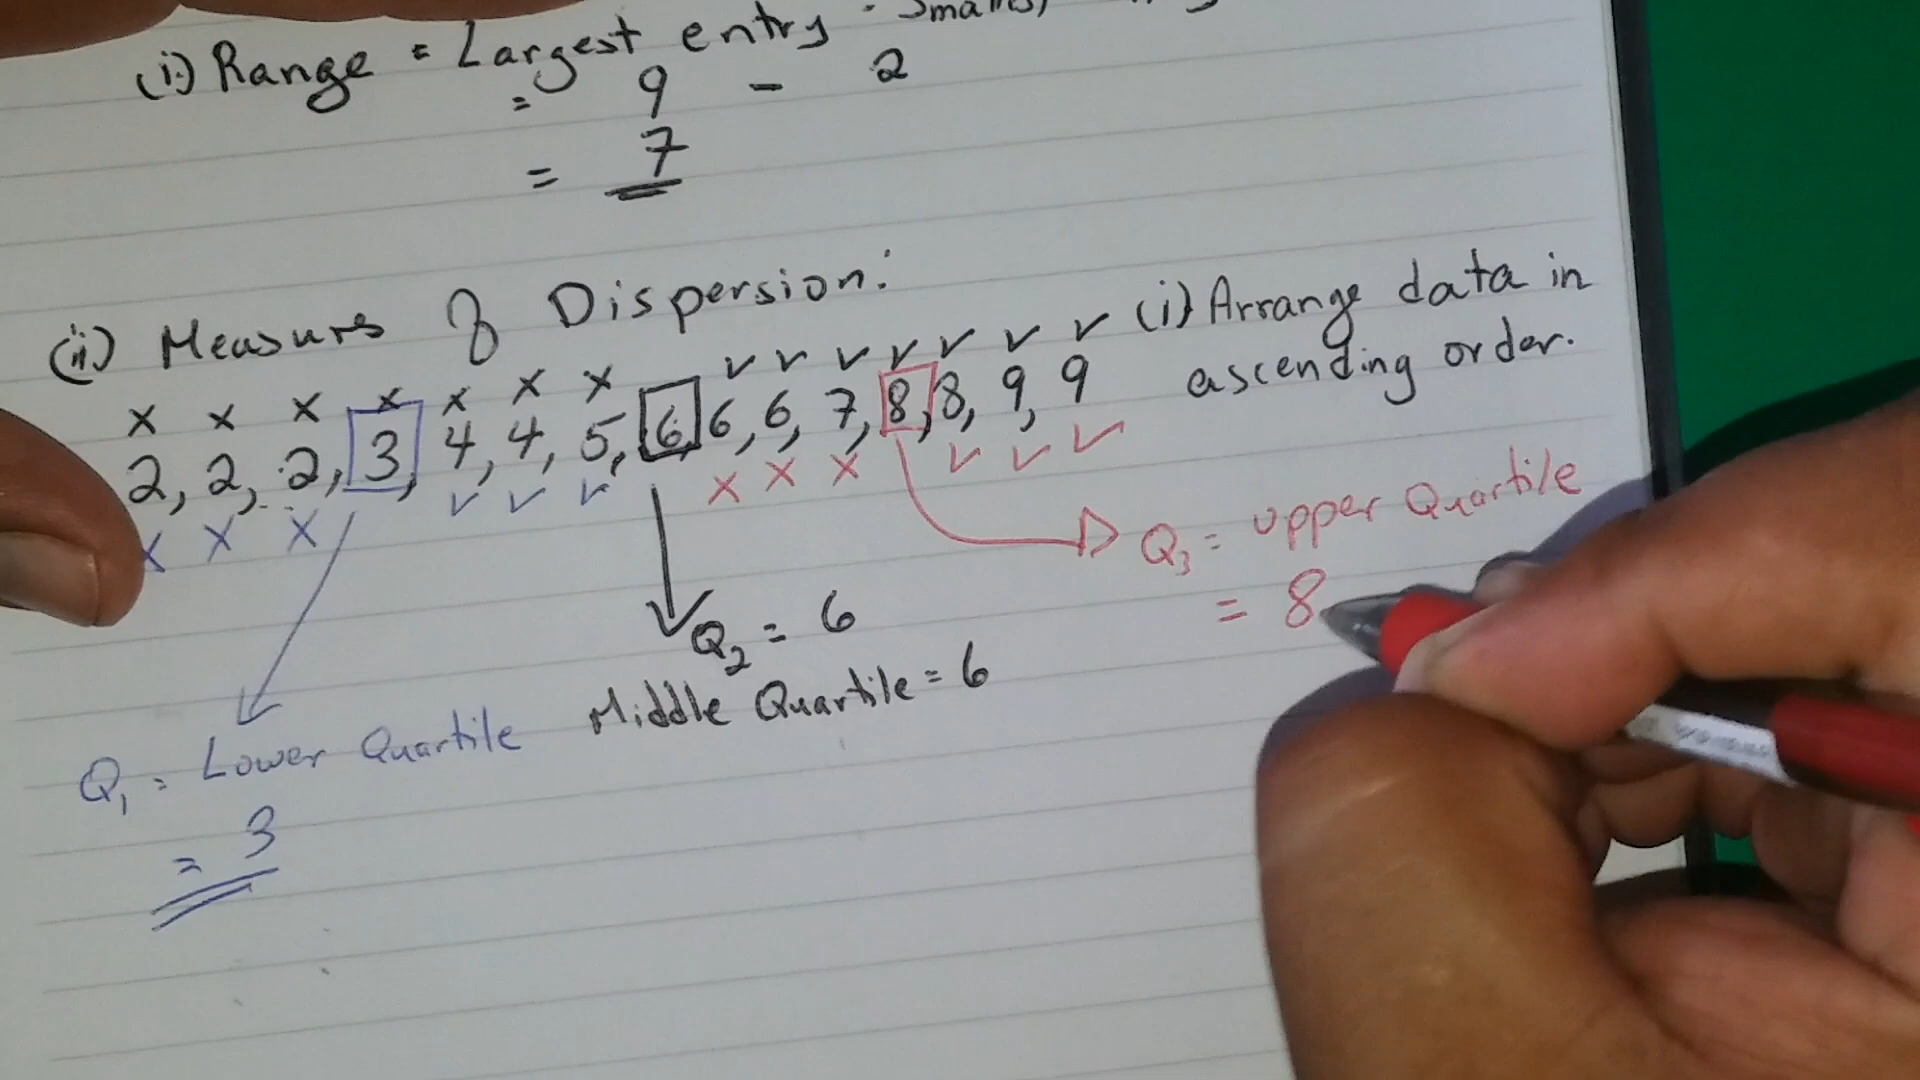 (i) Range = Largest entry -
= 9 - 2
= 7
(ii) Measures of Dispersion:
(i) Arrange data in
ascending order.
x x x x x x x ✓ ✓ ✓ ✓ ✓ ✓ ✓
2, 2, 2, 3, 4, 4, 5, 6, 6, 6, 7, 8, 8, 9, 9
x x x ✓ ✓ ✓ x x x ✓ ✓ ✓
Q3 = upper Quartile
= 8
Q2 = 6
Middle Quartile = 6
Q1 = Lower Quartile
= 3